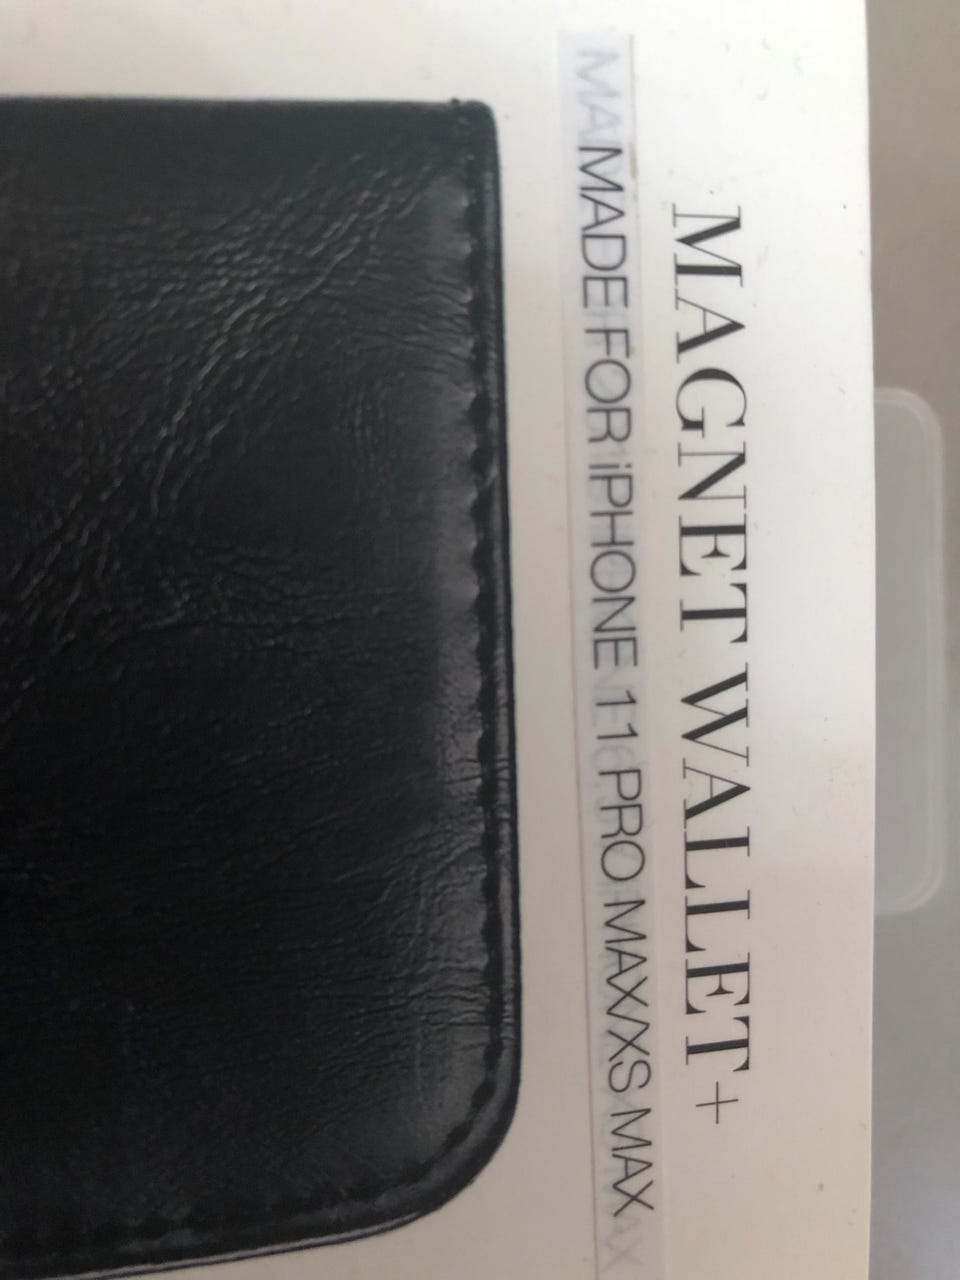 MAGNET WALLET+
MADE FOR iPHONE 11 PRO MAX/XS MAX